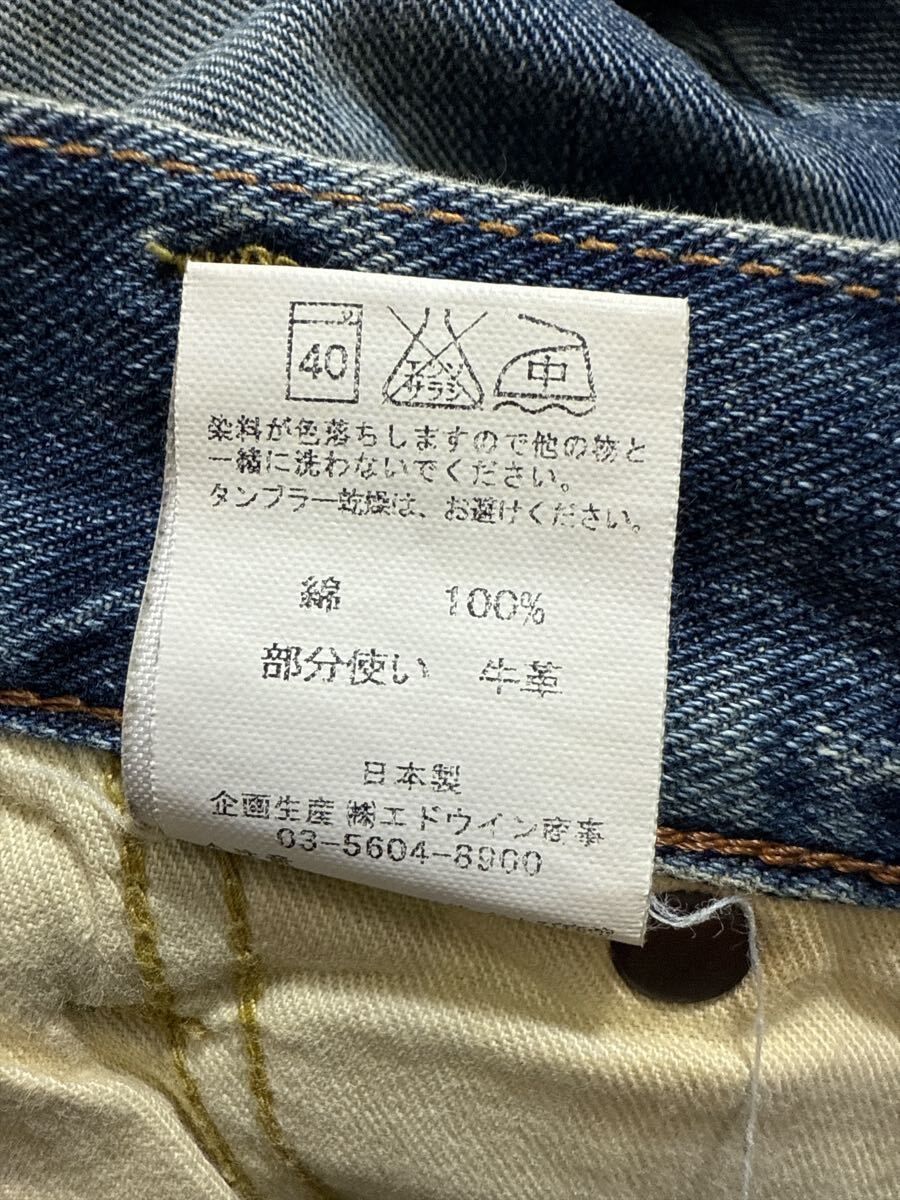 40
エンソ
サラシ
中
染料が色落ちしますので他の物と
一緒に洗わないでください。
タンブラー乾燥は、お避けください。
綿 100%
部分使い 牛革
日本製
企画生産 ㈱エドウイン商事
03-5604-8900